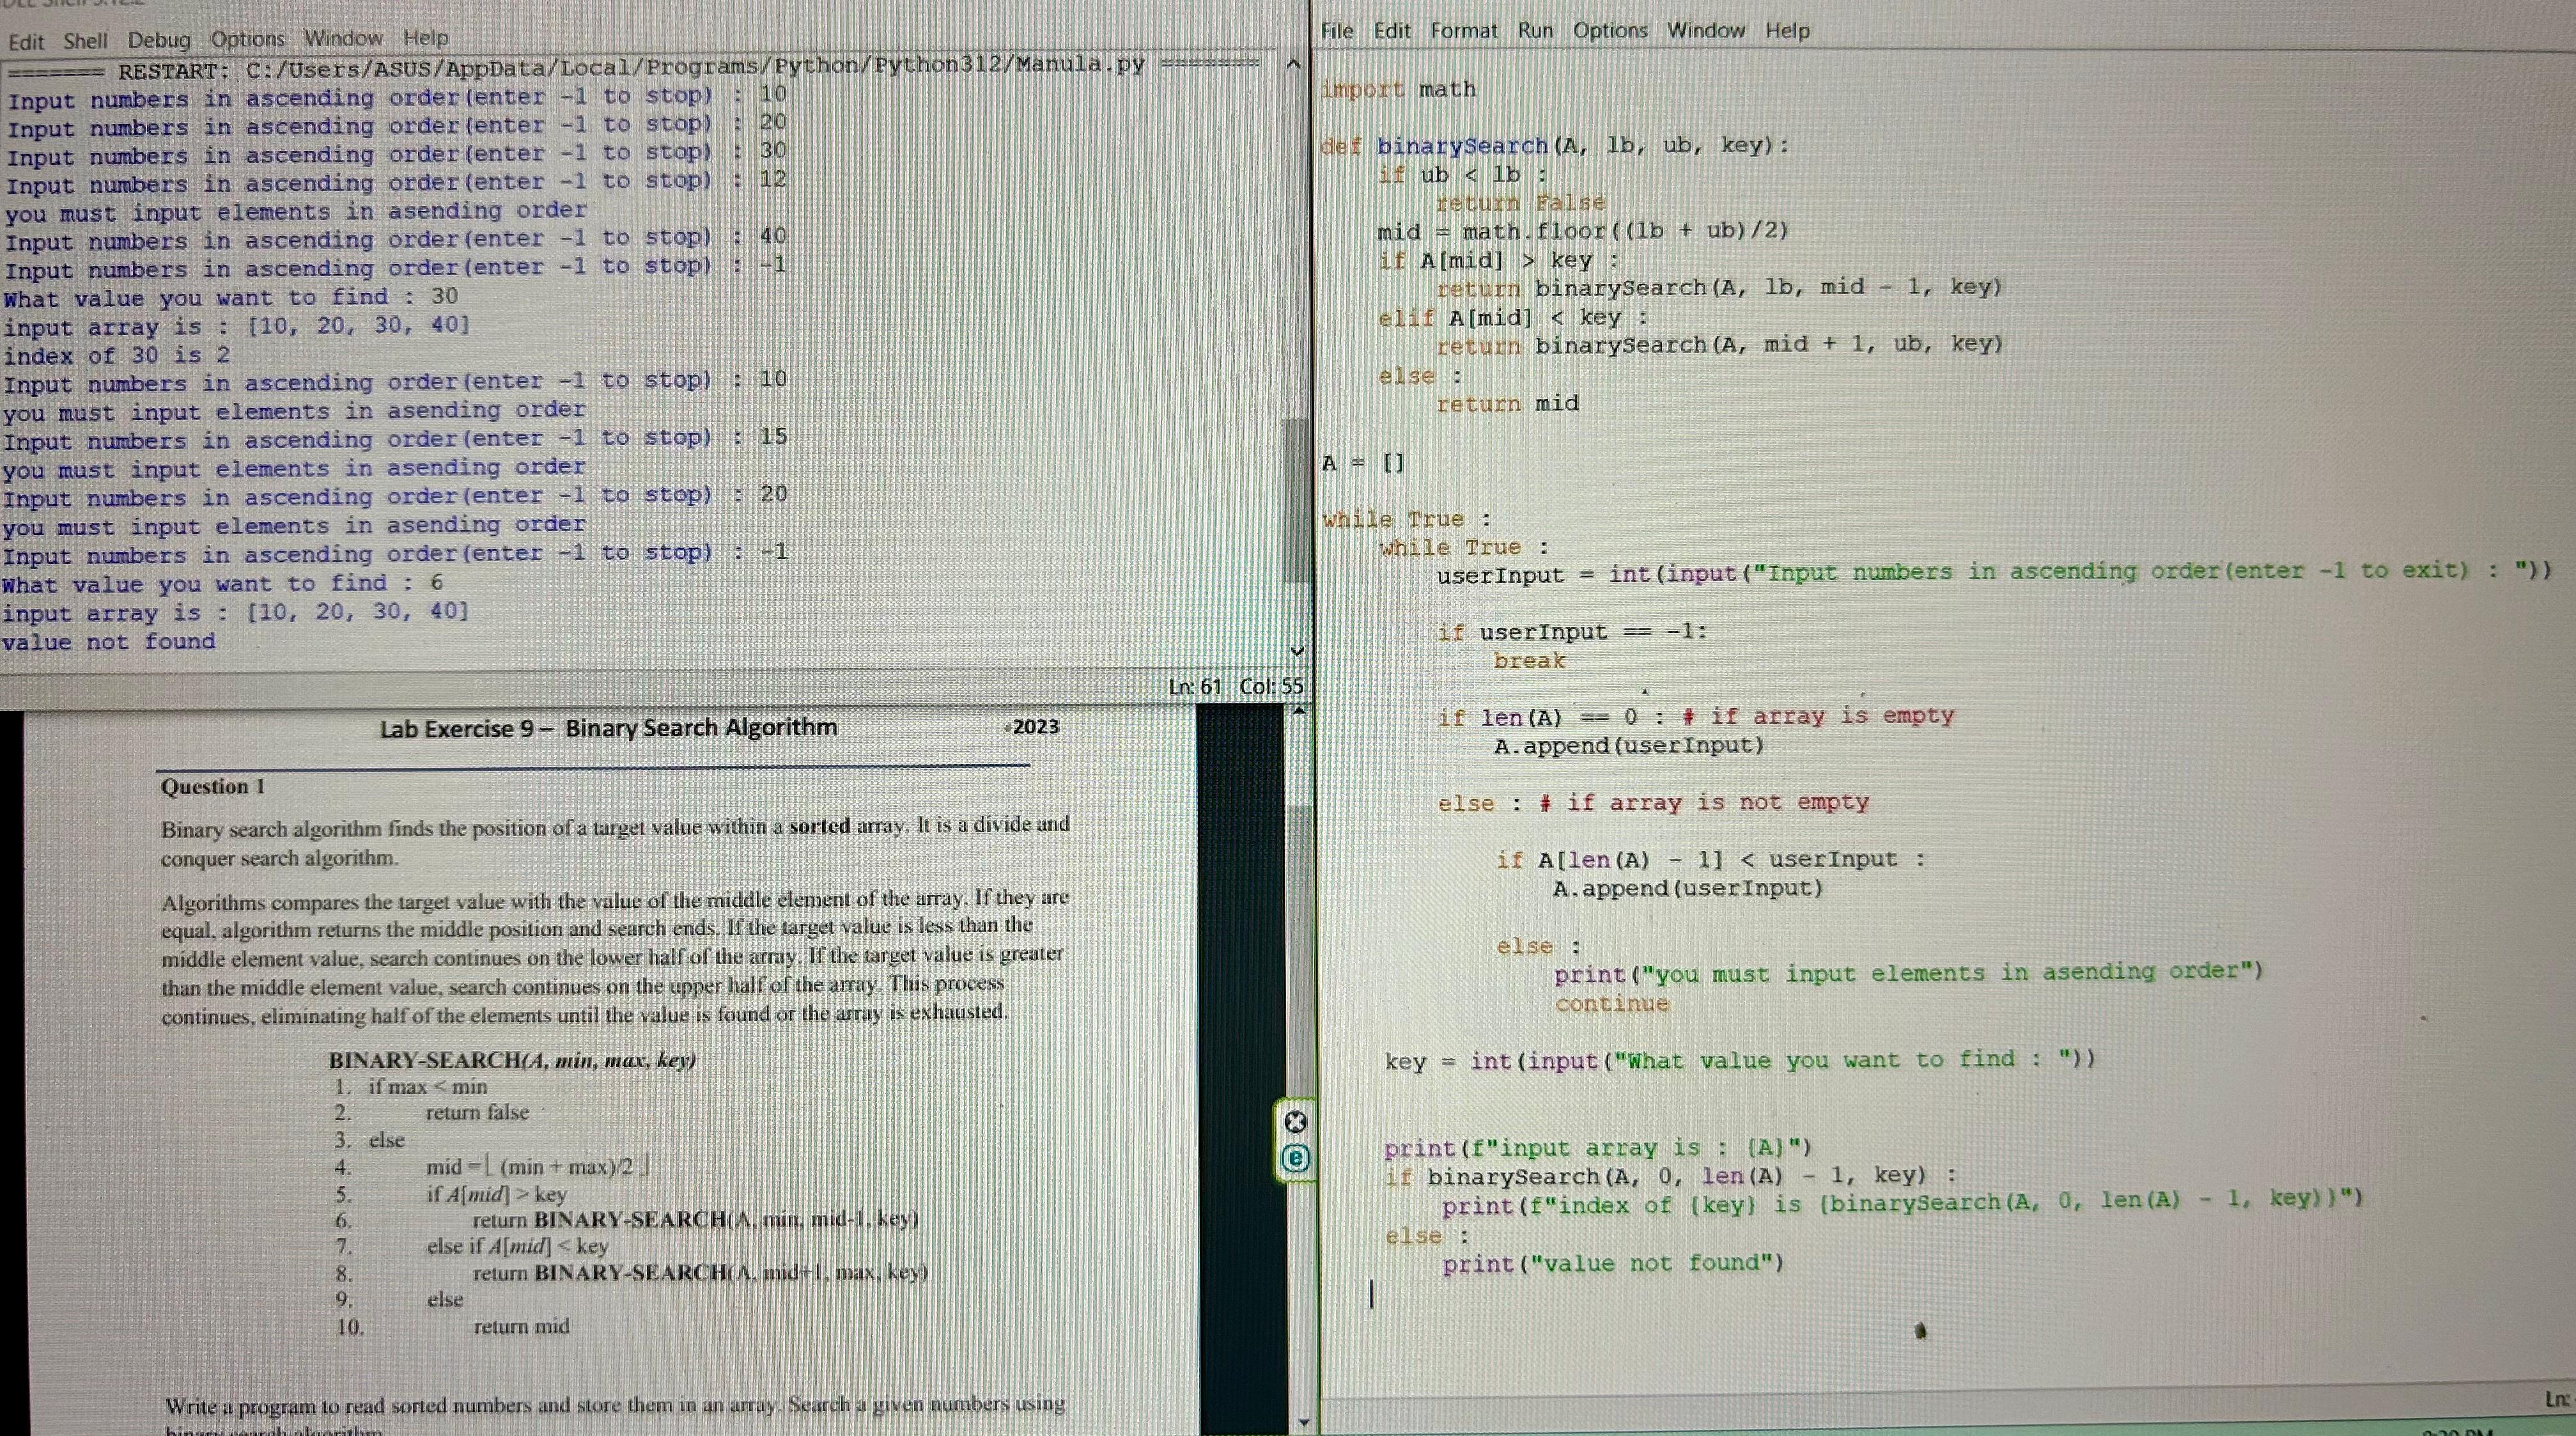 Edit Shell Debug Options Window Help
======= RESTART: C:/Users/ASUS/AppData/Local/Programs/Python/Python312/Manula.py =======
Input numbers in ascending order(enter -1 to stop) : 10
Input numbers in ascending order(enter -1 to stop) : 20
Input numbers in ascending order(enter -1 to stop) : 30
Input numbers in ascending order(enter -1 to stop) : 12
you must input elements in asending order
Input numbers in ascending order(enter -1 to stop) : 40
Input numbers in ascending order(enter -1 to stop) : -1
What value you want to find : 30
input array is : [10, 20, 30, 40]
index of 30 is 2
Input numbers in ascending order(enter -1 to stop) : 10
you must input elements in asending order
Input numbers in ascending order(enter -1 to stop) : 15
you must input elements in asending order
Input numbers in ascending order(enter -1 to stop) : 20
you must input elements in asending order
Input numbers in ascending order(enter -1 to stop) : -1
What value you want to find : 6
input array is : [10, 20, 30, 40]
value not found
Ln: 61 Col: 55
Lab Exercise 9 – Binary Search Algorithm 2023
Question 1
Binary search algorithm finds the position of a target value within a sorted array. It is a divide and
conquer search algorithm.
Algorithms compares the target value with the value of the middle element of the array. If they are
equal, algorithm returns the middle position and search ends. If the target value is less than the
middle element value, search continues on the lower half of the array. If the target value is greater
than the middle element value, search continues on the upper half of the array. This process
continues, eliminating half of the elements until the value is found or the array is exhausted.
BINARY-SEARCH(A, min, max, key)
1. if max < min
2. return false
3. else
4. mid =⌊ (min + max)/2 ⌋
5. if A[mid] > key
6. return BINARY-SEARCH(A, min, mid-1, key)
7. else if A[mid] < key
8. return BINARY-SEARCH(A, mid+1, max, key)
9. else
10. return mid
Write a program to read sorted numbers and store them in an array. Search a given numbers using
binary search algorithm
File Edit Format Run Options Window Help
import math
def binarySearch(A, lb, ub, key):
if ub < lb :
return False
mid = math.floor((lb + ub)/2)
if A[mid] > key :
return binarySearch(A, lb, mid - 1, key)
elif A[mid] < key :
return binarySearch(A, mid + 1, ub, key)
else :
return mid
A = []
while True :
while True :
userInput = int(input("Input numbers in ascending order(enter -1 to exit) : "))
if userInput == -1:
break
if len(A) == 0 : # if array is empty
A.append(userInput)
else : # if array is not empty
if A[len(A) - 1] < userInput :
A.append(userInput)
else :
print("you must input elements in asending order")
continue
key = int(input("What value you want to find : "))
print(f"input array is : {A}")
if binarySearch(A, 0, len(A) - 1, key) :
print(f"index of {key} is {binarySearch(A, 0, len(A) - 1, key)}")
else :
print("value not found")
Ln: